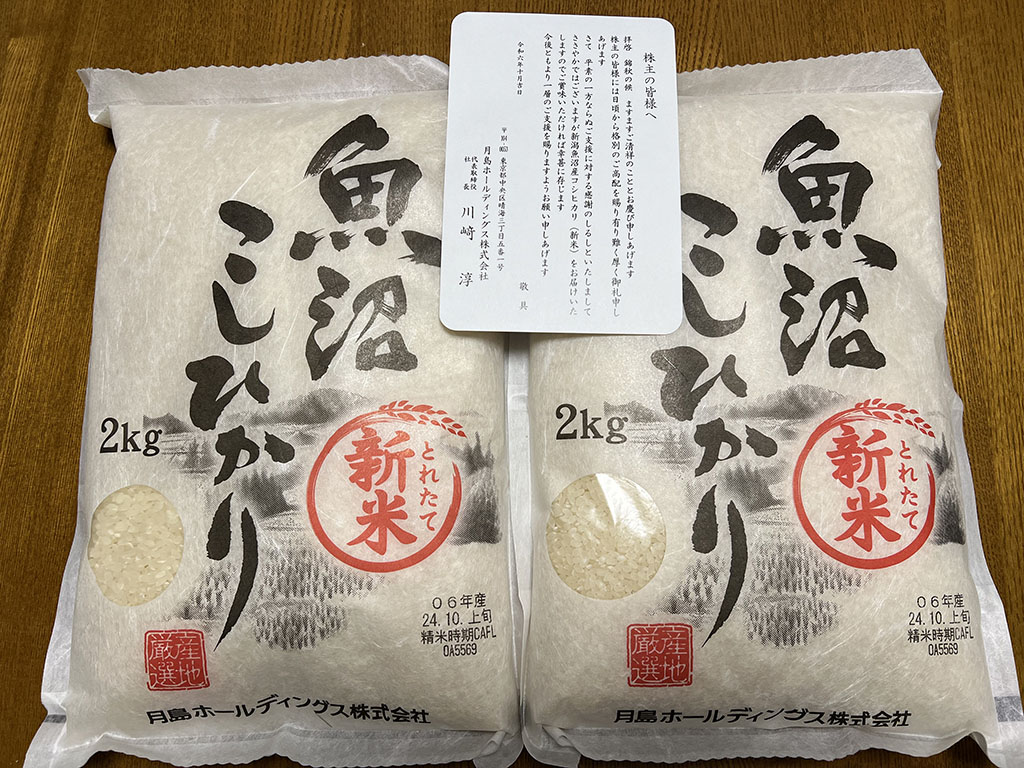 株主の皆様へ
拝啓　錦秋の候　ますますご清祥のこととお慶び申しあげます
株主の皆様には日頃から格別のご高配を賜り有り難く厚く御礼申し
あげます
さて　平素の一方ならぬご支援に対する感謝のしるしといたしまして
ささやかではございますが新潟魚沼産コシヒカリ（新米）をお届けいた
しますのでご賞味いただければ幸甚に存じます
今後ともより一層のご支援を賜りますようお願い申しあげます
敬具
令和六年十月吉日
〒104-0053　東京都中央区晴海三丁目五番一号
月島ホールディングス株式会社
代表取締役
社長
川﨑　淳
魚沼
こしひかり
2kg
とれたて
新米
06年産
24.10.上旬
精米時期CAFL
0A5569
産地
厳選
月島ホールディングス株式会社
魚沼
こしひかり
2kg
とれたて
新米
06年産
24.10.上旬
精米時期CAFL
0A5569
産地
厳選
月島ホールディングス株式会社